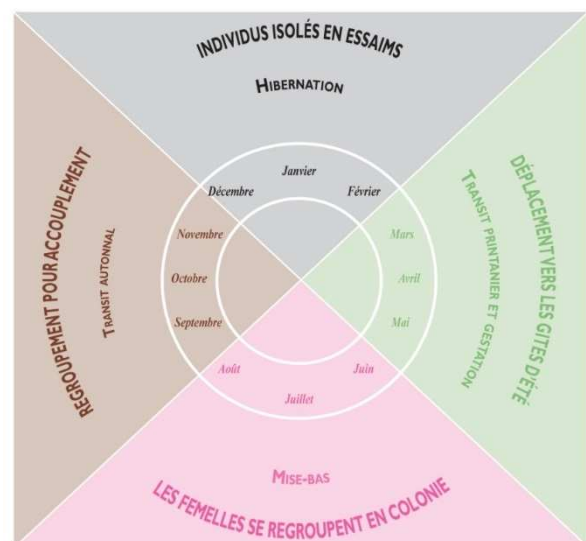 INDIVIDUS ISOLÉS EN ESSAIMS
HIBERNATION
Janvier
Décembre
Février
REGROUPEMENT POUR ACCOUPLEMENT
TRANSIT AUTONNAL
Novembre
Octobre
Septembre
Mars
Avril
Mai
TRANSIT PRINTANIER ET GESTATION
DÉPLACEMENT VERS LES GITES D'ÉTÉ
Août
Juin
Juillet
MISE-BAS
LES FEMELLES SE REGROUPENT EN COLONIE